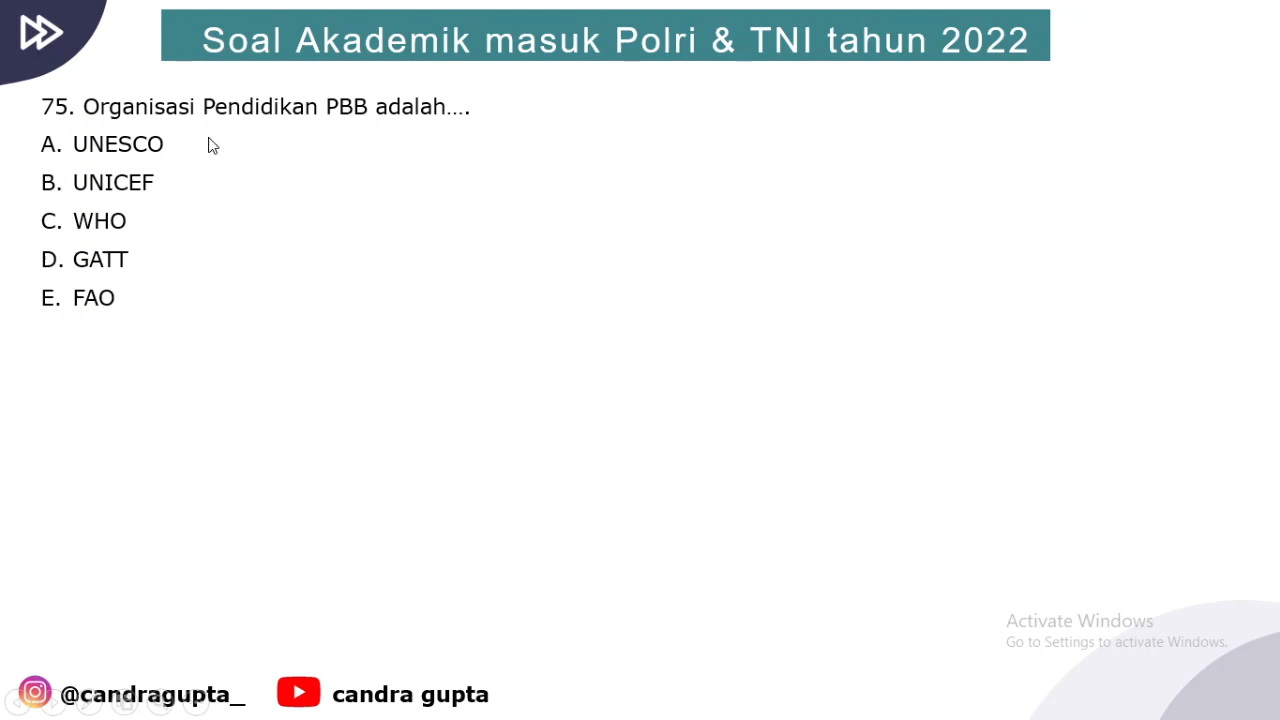 Soal Akademik masuk Polri & TNI tahun 2022
75. Organisasi Pendidikan PBB adalah....
A. UNESCO
B. UNICEF
C. WHO
D. GATT
E. FAO
Activate Windows
Go to Settings to activate Windows.
@candragupta_ candra gupta